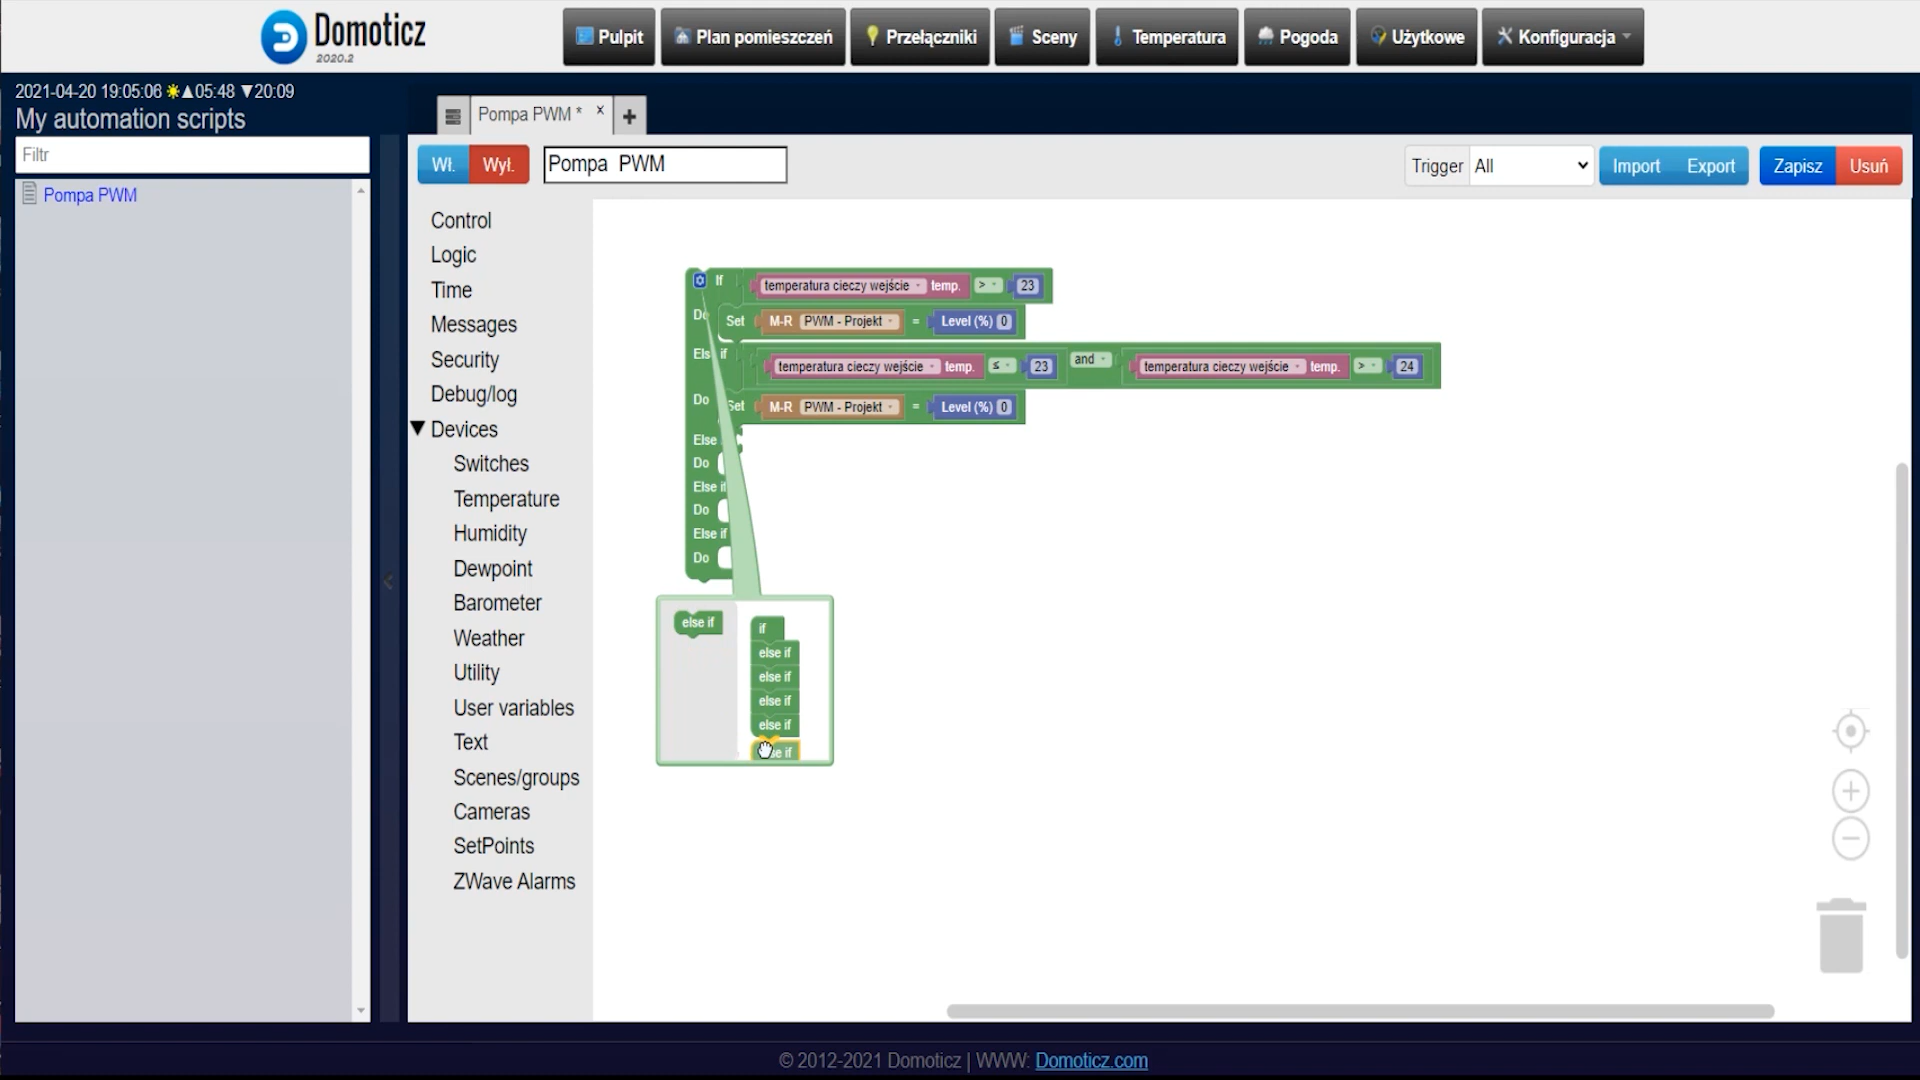 Domoticz
2020.2
Pulpit
Plan pomieszczeń
Przełączniki
Sceny
Temperatura
Pogoda
Użytkowe
Konfiguracja
2021-04-20 19:05:06 ☀▲05:48 ▼20:09
My automation scripts
Filtr
Pompa PWM
Pompa PWM * x
+
Wł. Wył. Pompa PWM
Trigger All Import Export Zapisz Usuń
Control
Logic
Time
Messages
Security
Debug/log
▼ Devices
Switches
Temperature
Humidity
Dewpoint
Barometer
Weather
Utility
User variables
Text
Scenes/groups
Cameras
SetPoints
ZWave Alarms
If temperatura cieczy wejście temp. > 23
Do Set M-R PWM - Projekt = Level (%) 0
Else if temperatura cieczy wejście temp. ≤ 23 and temperatura cieczy wejście temp. > 24
Do Set M-R PWM - Projekt = Level (%) 0
Else
Do
Else if
Do
Else if
Do
else if
if
else if
else if
else if
else if
© 2012-2021 Domoticz | WWW: Domoticz.com